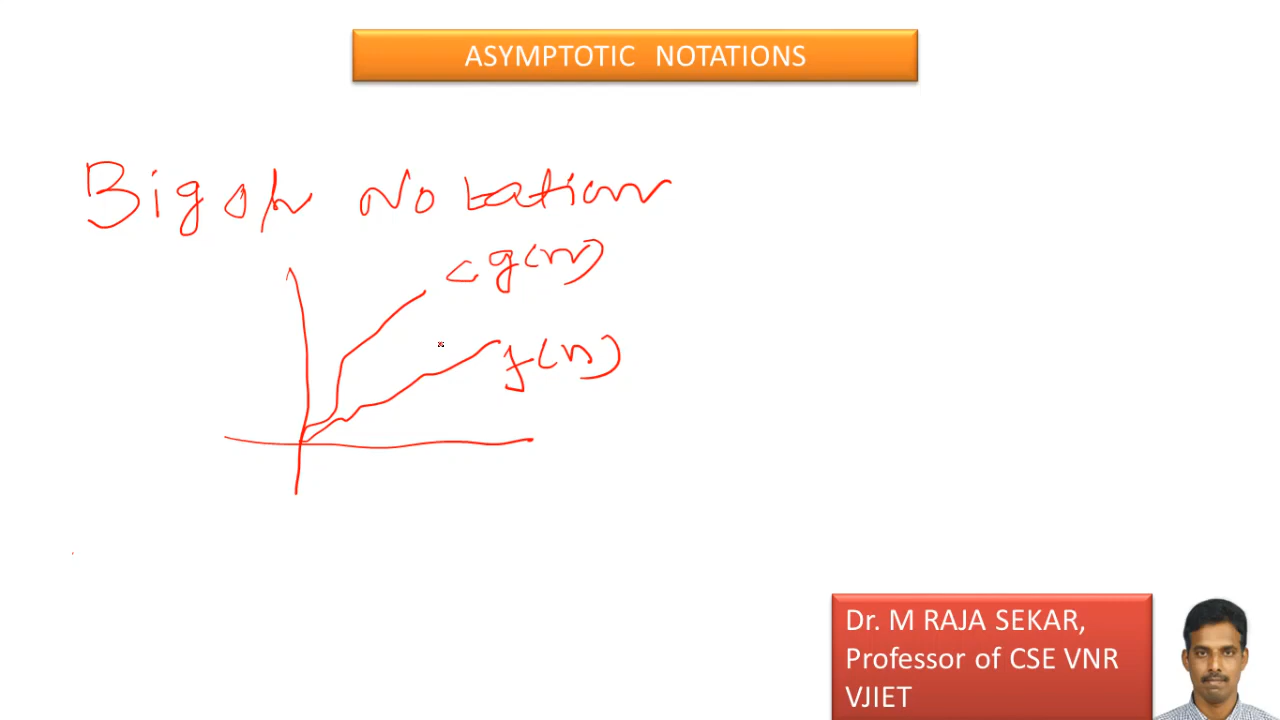 ASYMPTOTIC NOTATIONS
Big oh Notation
c g(n)
f(n)
Dr. M RAJA SEKAR,
Professor of CSE VNR
VJIET